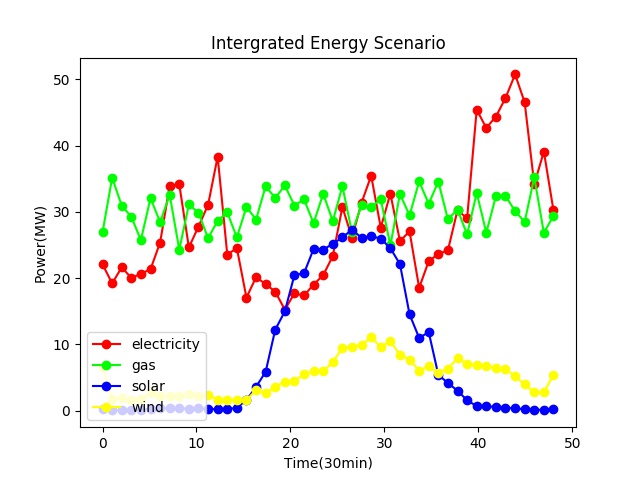 Intergrated Energy Scenario
Power(MW)
50
40
30
20
10
0
electricity
gas
solar
wind
0 10 20 30 40 50
Time(30min)